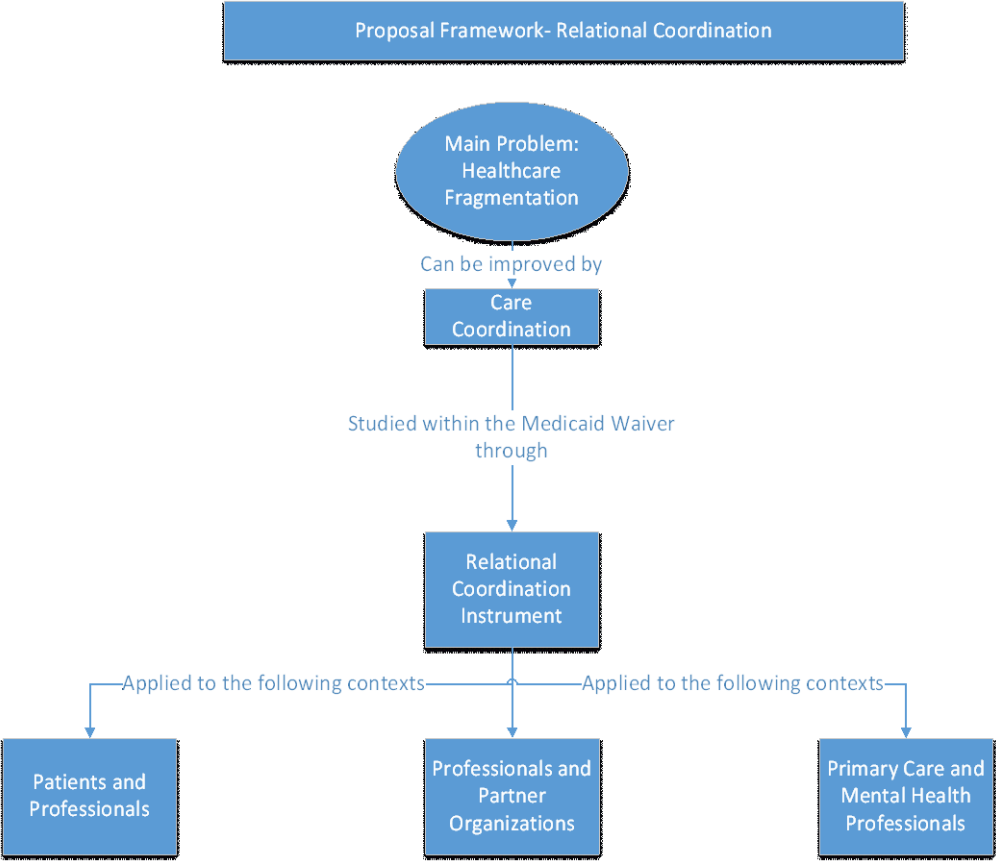 Proposal Framework- Relational Coordination
Main Problem:
Healthcare
Fragmentation
Can be improved by
Care
Coordination
Studied within the Medicaid Waiver
through
Relational
Coordination
Instrument
Applied to the following contexts
Applied to the following contexts
Patients and
Professionals
Professionals and
Partner
Organizations
Primary Care and
Mental Health
Professionals